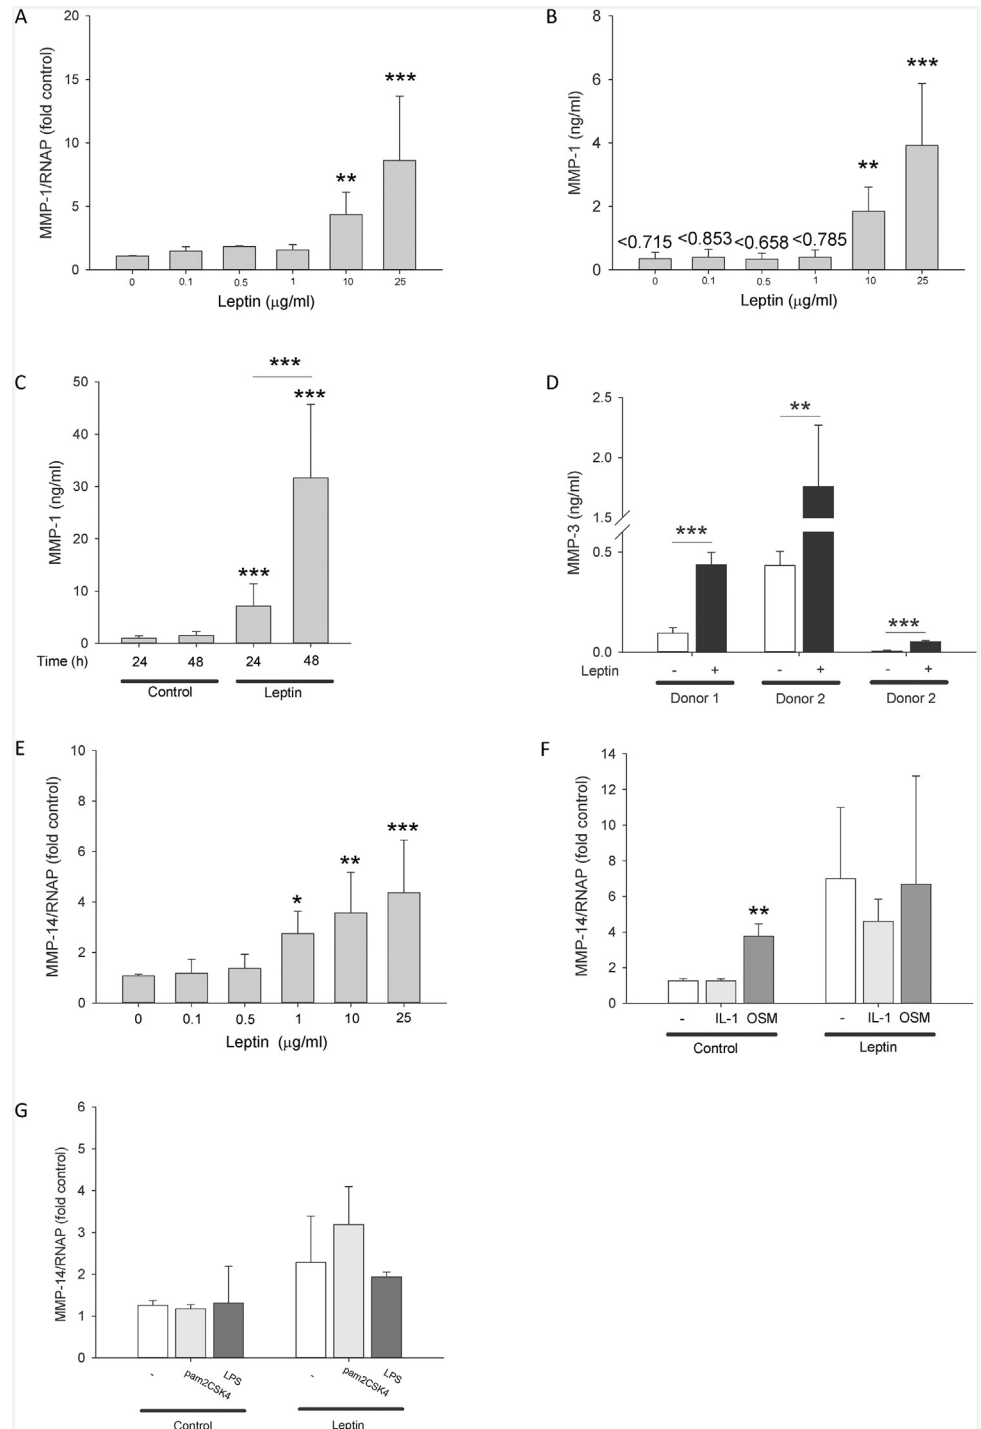 A
MMP-1/RNAP (fold control)
20
15
10
5
0
**
***
0 0.1 0.5 1 10 25
Leptin (µg/ml)
B
MMP-1 (ng/ml)
8
6
4
2
0
<0.715 <0.853 <0.658 <0.785
**
***
0 0.1 0.5 1 10 25
Leptin (µg/ml)
C
MMP-1 (ng/ml)
50
40
30
20
10
0
***
***
***
Time (h) 24 48 24 48
Control Leptin
D
MMP-3 (ng/ml)
2.5
2.0
1.5
0.5
0.0
***
**
***
Leptin - + - + - +
Donor 1 Donor 2 Donor 2
E
MMP-14/RNAP (fold control)
10
8
6
4
2
0
*
**
***
0 0.1 0.5 1 10 25
Leptin (µg/ml)
F
MMP-14/RNAP (fold control)
14
12
10
8
6
4
2
0
**
- IL-1 OSM - IL-1 OSM
Control Leptin
G
MMP-14/RNAP (fold control)
6
5
4
3
2
1
0
- pam2CSK4 LPS - pam2CSK4 LPS
Control Leptin